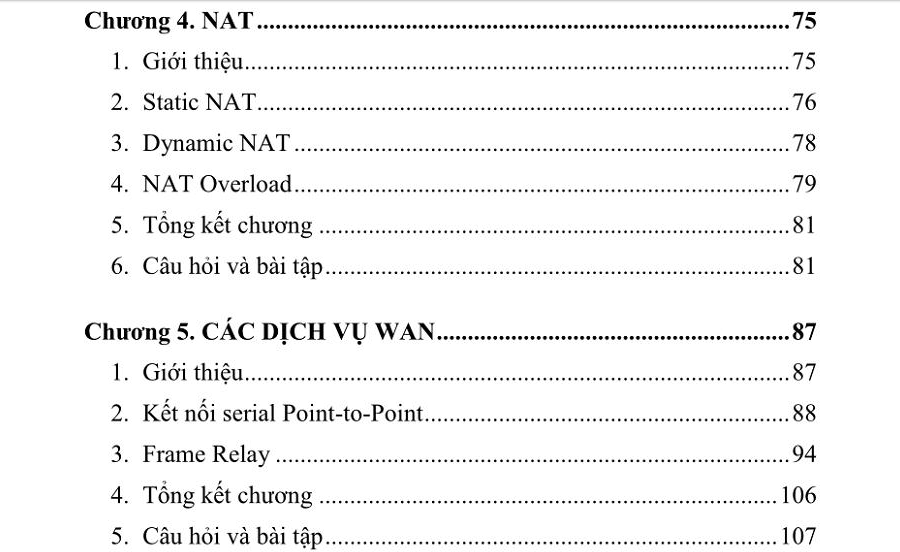 Chương 4. NAT....................75
1. Giới thiệu....................75
2. Static NAT....................76
3. Dynamic NAT....................78
4. NAT Overload....................79
5. Tổng kết chương....................81
6. Câu hỏi và bài tập....................81
Chương 5. CÁC DỊCH VỤ WAN....................87
1. Giới thiệu....................87
2. Kết nối serial Point-to-Point....................88
3. Frame Relay....................94
4. Tổng kết chương....................106
5. Câu hỏi và bài tập....................107